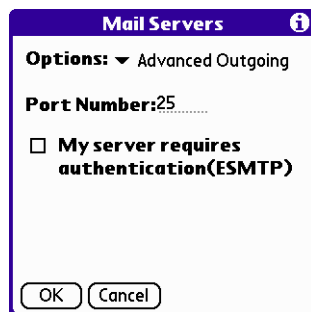 Mail Servers
Options: Advanced Outgoing
Port Number:25
My server requires
authentication(ESMTP)
OK Cancel